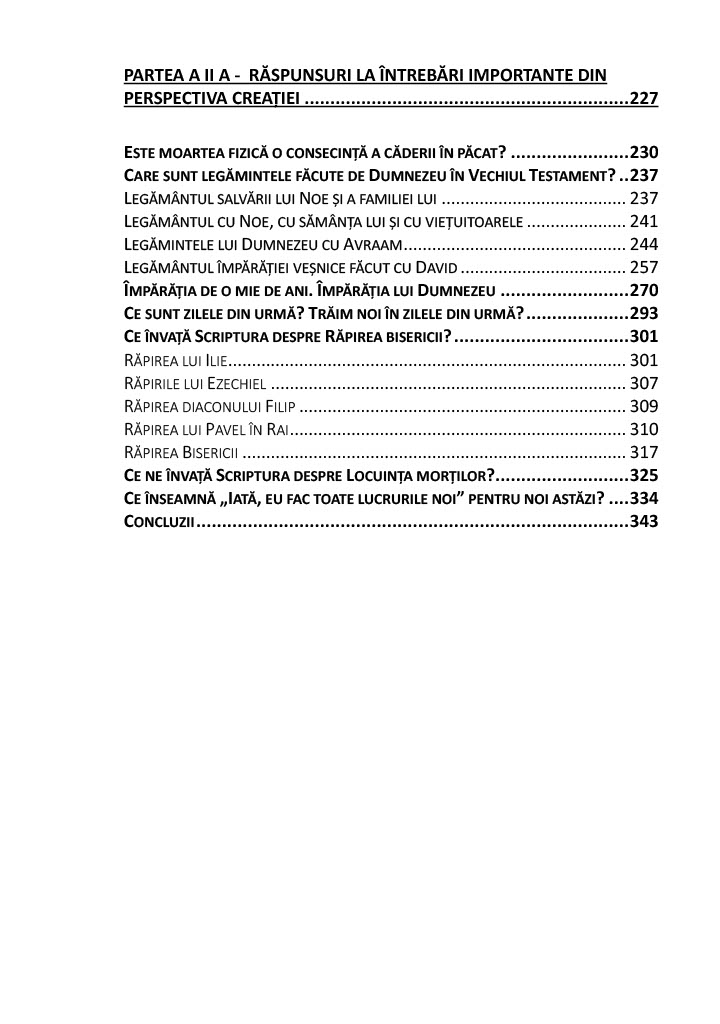 PARTEA A II A - RĂSPUNSURI LA ÎNTREBĂRI IMPORTANTE DIN
PERSPECTIVA CREAȚIEI ...............................................................227
ESTE MOARTEA FIZICĂ O CONSECINȚĂ A CĂDERII ÎN PĂCAT? .......................230
CARE SUNT LEGĂMINTELE FĂCUTE DE DUMNEZEU ÎN VECHIUL TESTAMENT? ..237
LEGĂMÂNTUL SALVĂRII LUI NOE ȘI A FAMILIEI LUI ..................................... 237
LEGĂMÂNTUL CU NOE, CU SĂMÂNȚA LUI ȘI CU VIEȚUITOARELE .................... 241
LEGĂMINTELE LUI DUMNEZEU CU AVRAAM............................................. 244
LEGĂMÂNTUL ÎMPĂRĂȚIEI VEȘNICE FĂCUT CU DAVID ................................. 257
ÎMPĂRĂȚIA DE O MIE DE ANI. ÎMPĂRĂȚIA LUI DUMNEZEU .........................270
CE SUNT ZILELE DIN URMĂ? TRĂIM NOI ÎN ZILELE DIN URMĂ? ....................293
CE ÎNVAȚĂ SCRIPTURA DESPRE RĂPIREA BISERICII? ..................................301
RĂPIREA LUI ILIE................................................................................ 301
RĂPIRILE LUI EZECHIEL ....................................................................... 307
RĂPIREA DIACONULUI FILIP ................................................................. 309
RĂPIREA LUI PAVEL ÎN RAI................................................................... 310
RĂPIREA BISERICII ............................................................................. 317
CE NE ÎNVAȚĂ SCRIPTURA DESPRE LOCUINȚA MORȚILOR?..........................325
CE ÎNSEAMNĂ „IATĂ, EU FAC TOATE LUCRURILE NOI” PENTRU NOI ASTĂZI? ....334
CONCLUZII....................................................................................343